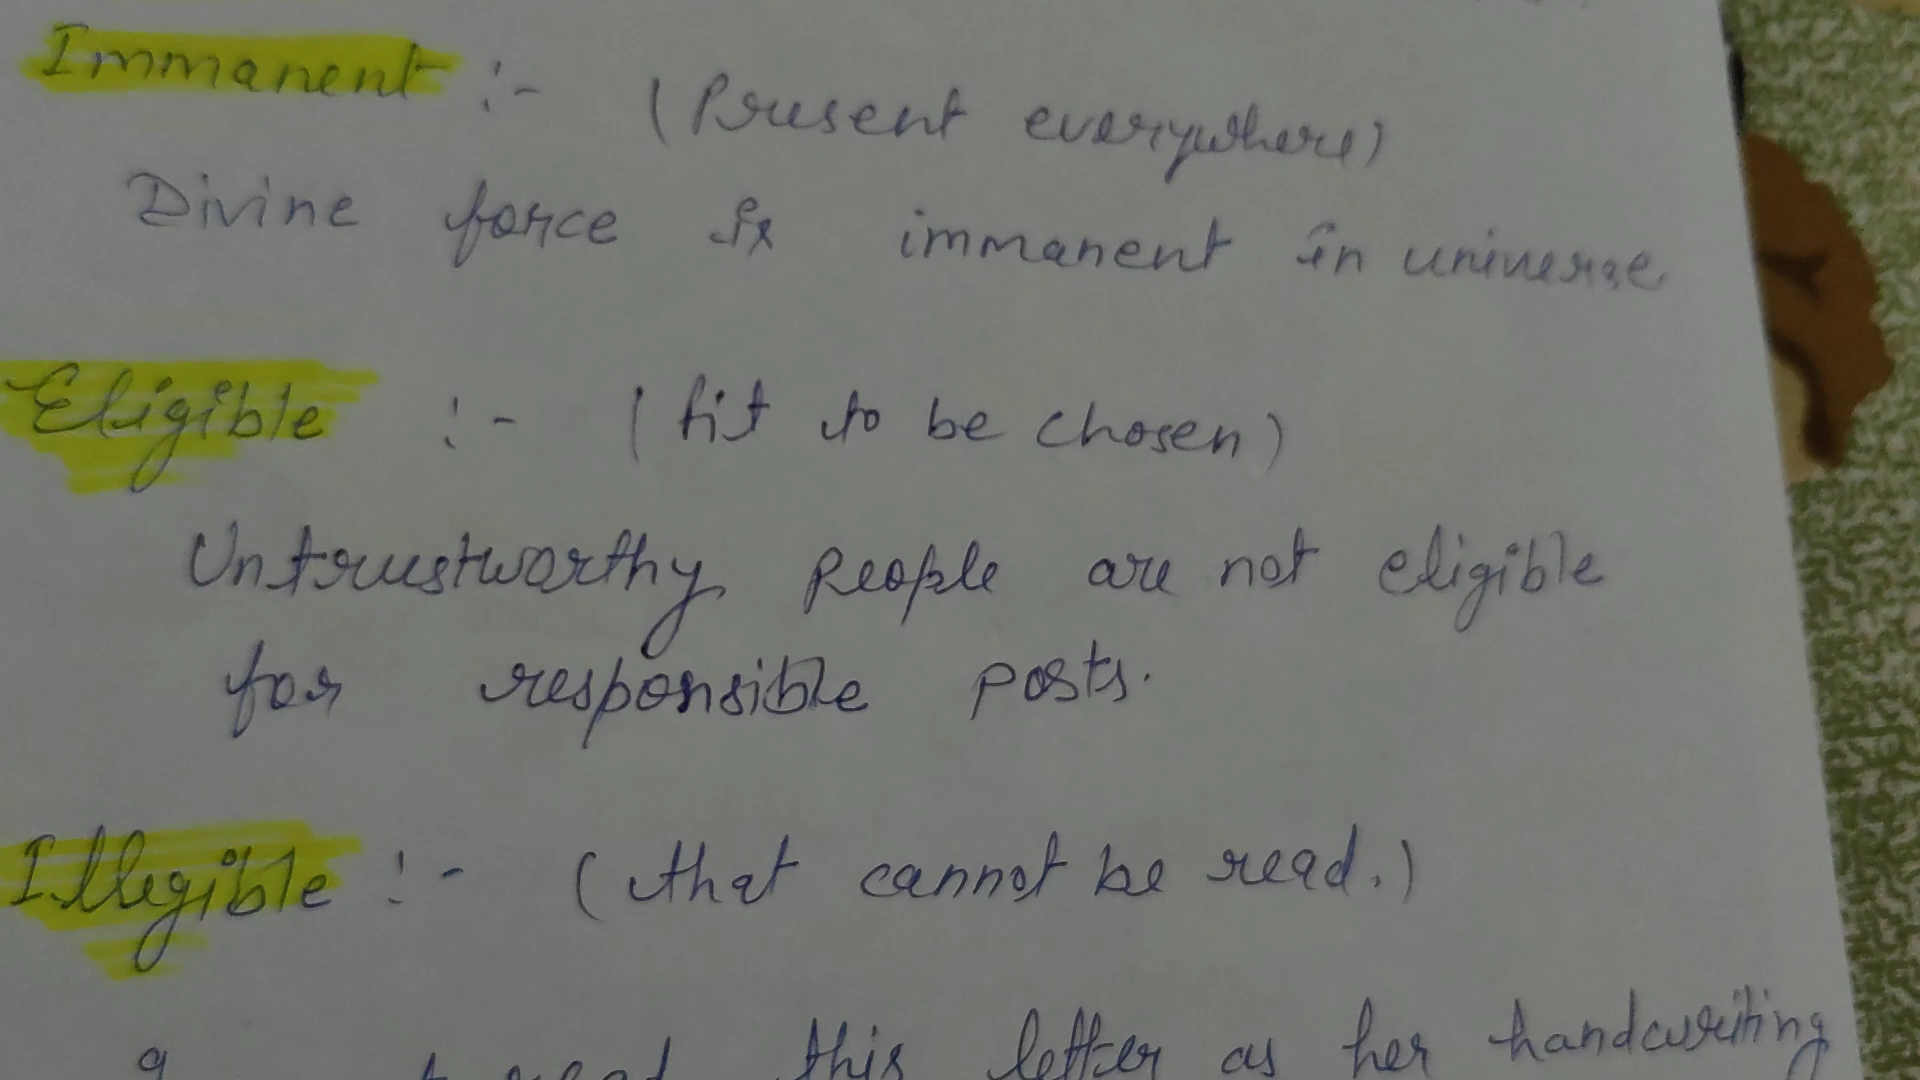 Immanent :- (Present everywhere)
Divine force is immanent in universe
Eligible :- (fit to be chosen)
Untrustworthy people are not eligible
for responsible posts.
Illegible :- (that cannot be read.)
read this letter as her handwriting